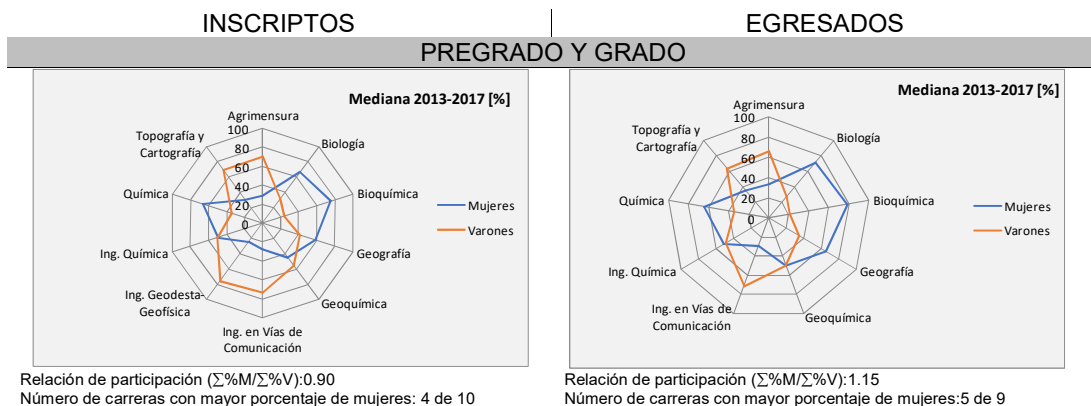 INSCRIPTOS
EGRESADOS
PREGRADO Y GRADO
Mediana 2013-2017 [%]
Agrimensura
Biología
Bioquímica
Geografía
Geoquímica
Ing. en Vías de
Comunicación
Ing. Geodesta-
Geofísica
Ing. Química
Química
Topografía y
Cartografía
100
80
60
40
20
0
Mujeres
Varones
Relación de participación (∑%M/∑%V):0.90
Número de carreras con mayor porcentaje de mujeres: 4 de 10
Mediana 2013-2017 [%]
Agrimensura
Biología
Bioquímica
Geografía
Geoquímica
Ing. en Vías de
Comunicación
Ing. Química
Química
Topografía y
Cartografía
100
80
60
40
20
0
Mujeres
Varones
Relación de participación (∑%M/∑%V):1.15
Número de carreras con mayor porcentaje de mujeres:5 de 9